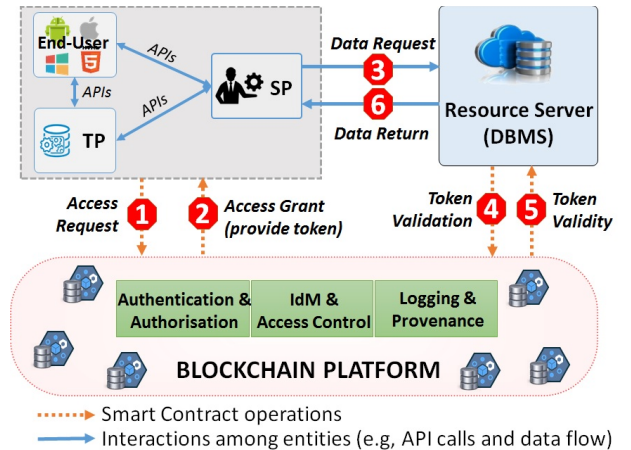 End-User
APIs
APIs
APIs
TP
SP
Data Request
3
6
Data Return
Resource Server
(DBMS)
Access
Request
1
2
Access Grant
(provide token)
Token
Validation
4
5
Token
Validity
Authentication &
Authorisation
IdM &
Access Control
Logging &
Provenance
BLOCKCHAIN PLATFORM
Smart Contract operations
Interactions among entities (e.g, API calls and data flow)